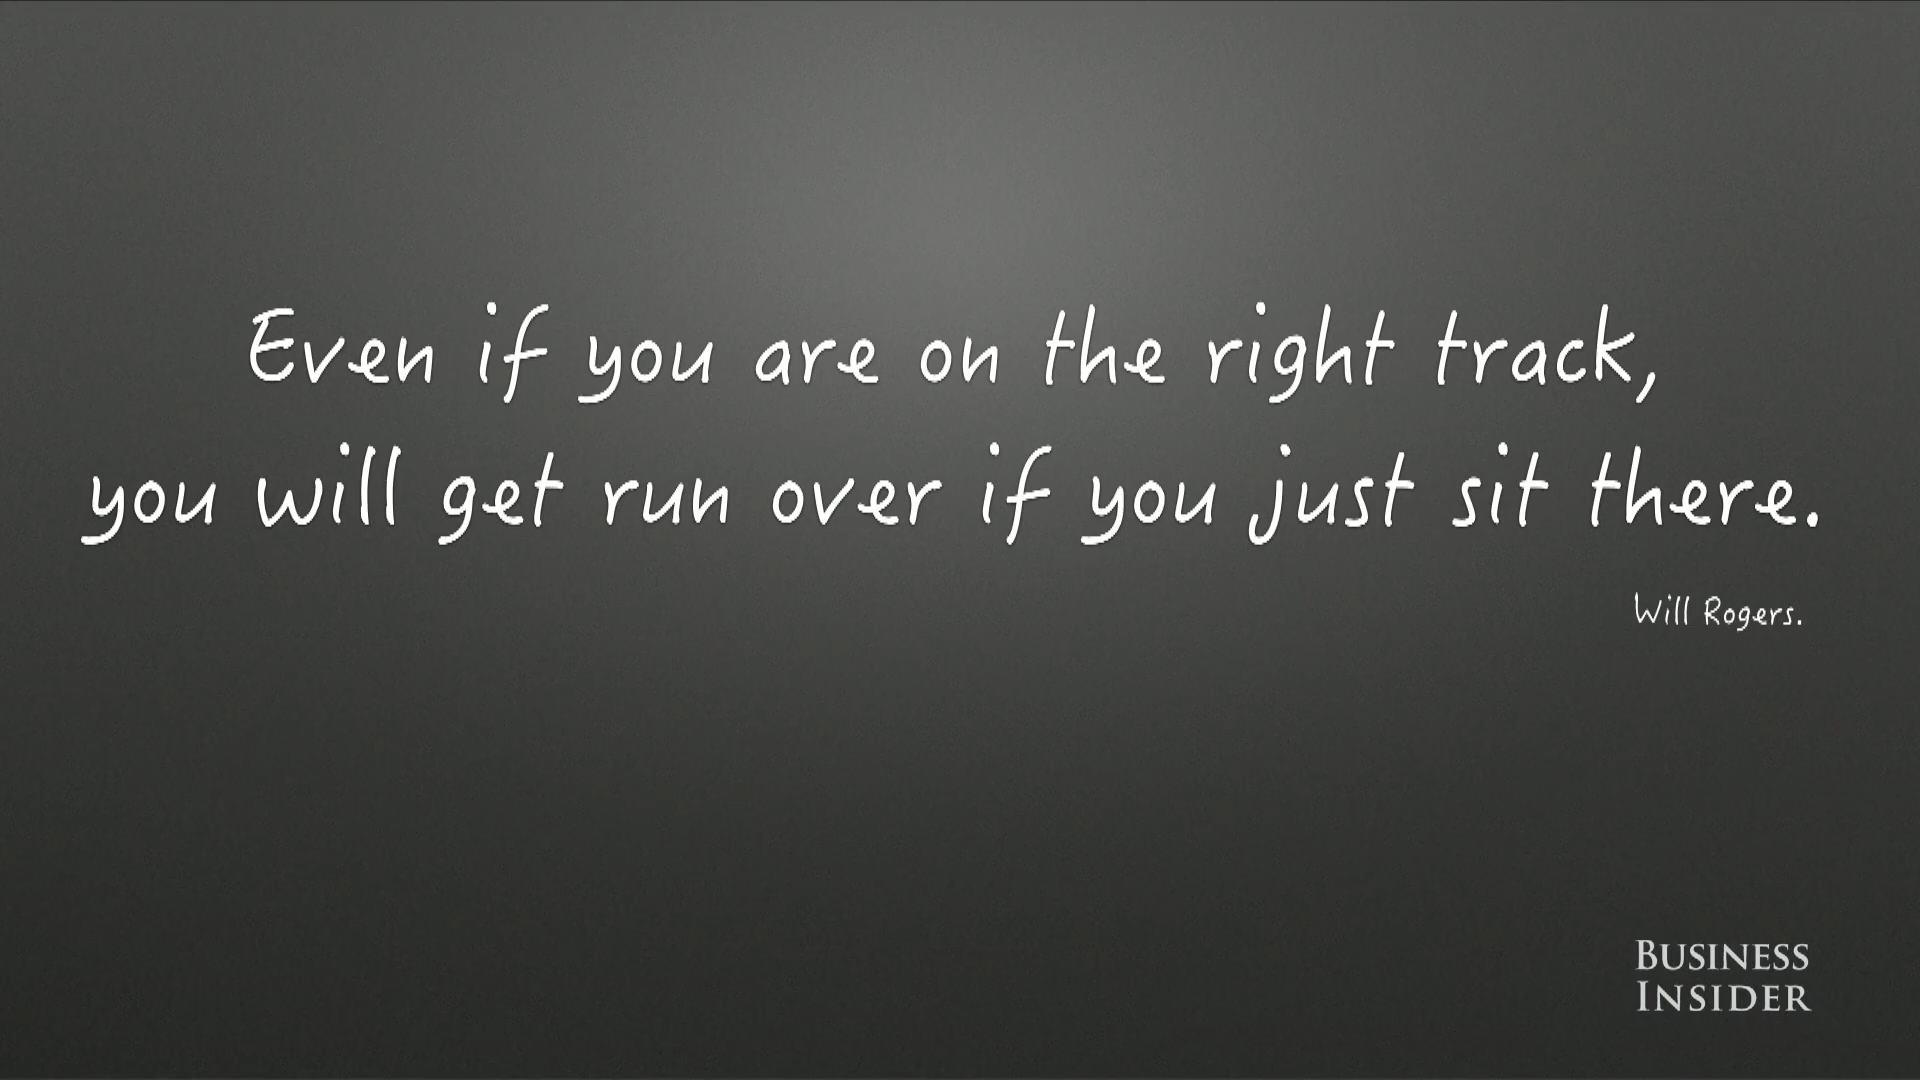 Even if you are on the right track,
you will get run over if you just sit there.
Will Rogers.
BUSINESS
INSIDER